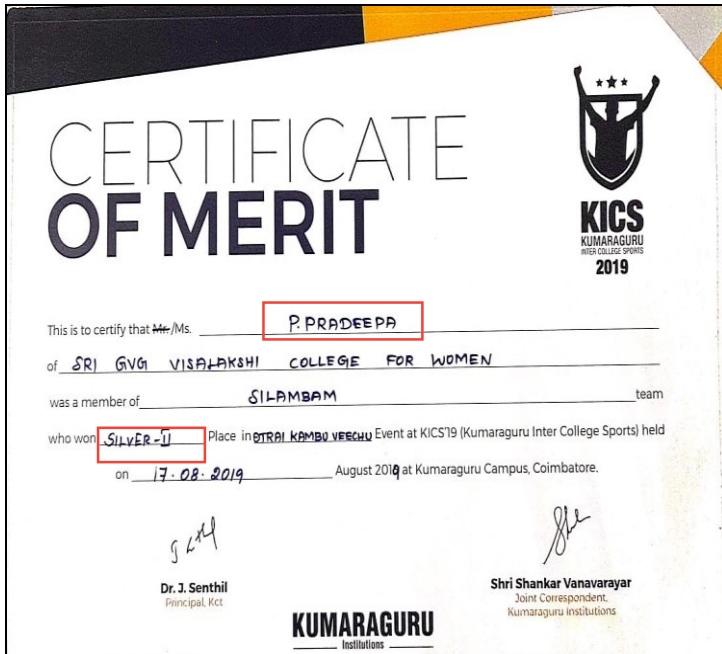 CERTIFICATE
OF MERIT
KICS
KUMARAGURU
INTER COLLEGE SPORTS
2019
This is to certify that Mr./Ms. P. PRADEEPA
of SRI GVG VISALAKSHI COLLEGE FOR WOMEN
was a member of SILAMBAM team
who won SILVER-II Place in OTRAI KAMBU VEECHU Event at KICS'19 (Kumaraguru Inter College Sports) held
on 17.08.2019 August 2019 at Kumaraguru Campus, Coimbatore.
Dr. J. Senthil
Principal, Kct
Shri Shankar Vanavarayar
Joint Correspondent,
Kumaraguru Institutions
KUMARAGURU
Institutions